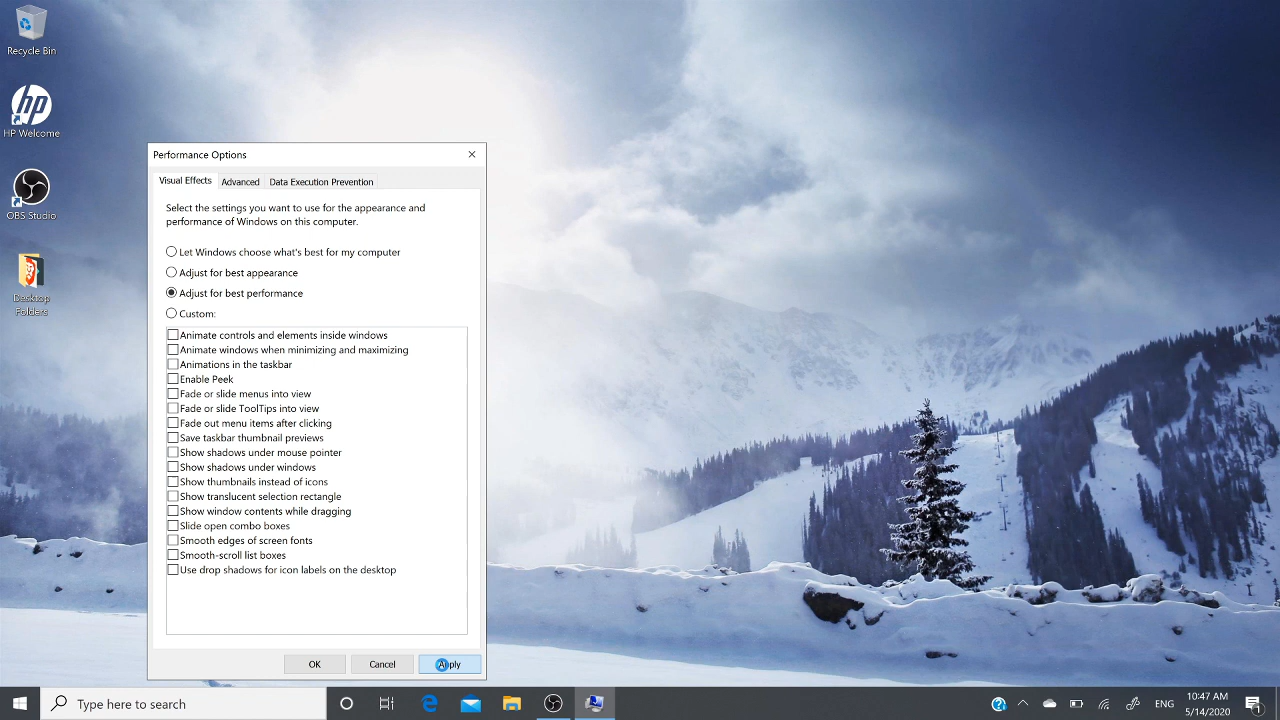 Recycle Bin
hp
HP Welcome
OBS Studio
Desktop
Folders
Performance Options
Visual Effects
Advanced
Data Execution Prevention
Select the settings you want to use for the appearance and
performance of Windows on this computer.
Let Windows choose what's best for my computer
Adjust for best appearance
Adjust for best performance
Custom:
Animate controls and elements inside windows
Animate windows when minimizing and maximizing
Animations in the taskbar
Enable Peek
Fade or slide menus into view
Fade or slide ToolTips into view
Fade out menu items after clicking
Save taskbar thumbnail previews
Show shadows under mouse pointer
Show shadows under windows
Show thumbnails instead of icons
Show translucent selection rectangle
Show window contents while dragging
Slide open combo boxes
Smooth edges of screen fonts
Smooth-scroll list boxes
Use drop shadows for icon labels on the desktop
OK
Cancel
Apply
Type here to search
ENG
10:47 AM
5/14/2020
1